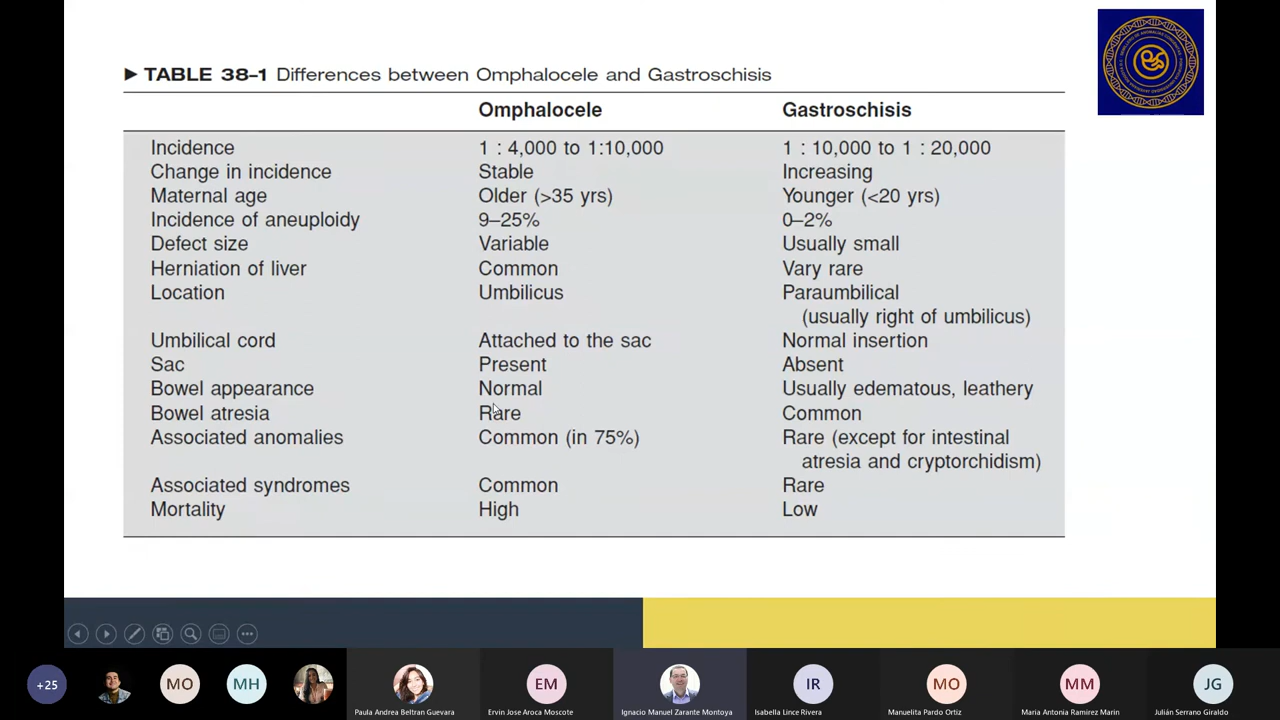 ▶ TABLE 38–1 Differences between Omphalocele and Gastroschisis
Omphalocele Gastroschisis
Incidence 1 : 4,000 to 1:10,000 1 : 10,000 to 1 : 20,000
Change in incidence Stable Increasing
Maternal age Older (>35 yrs) Younger (<20 yrs)
Incidence of aneuploidy 9–25% 0–2%
Defect size Variable Usually small
Herniation of liver Common Vary rare
Location Umbilicus Paraumbilical
(usually right of umbilicus)
Umbilical cord Attached to the sac Normal insertion
Sac Present Absent
Bowel appearance Normal Usually edematous, leathery
Bowel atresia Rare Common
Associated anomalies Common (in 75%) Rare (except for intestinal
atresia and cryptorchidism)
Associated syndromes Common Rare
Mortality High Low
+25 MO MH EM IR MO MM JG
Paula Andrea Beltran Guevara Ervin Jose Aroca Moscote Ignacio Manuel Zarante Montoya Isabella Lince Rivera Manuelita Pardo Ortiz Maria Antonia Ramirez Marin Julián Serrano Giraldo